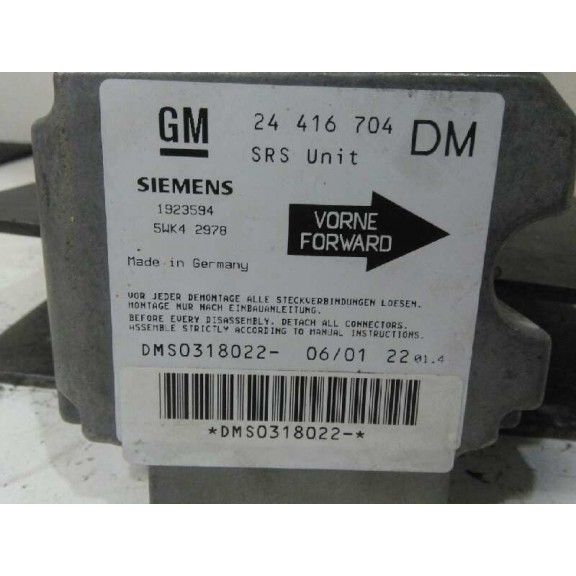 GM 24 416 704 DM
SRS Unit
SIEMENS
1923594
5WK4 2978
VORNE
FORWARD
Made in Germany
VOR JEDER DEMONTAGE ALLE STECKVERBINDUNGEN LOESEN.
MONTAGE NUR NACH EINBAUANLEITUNG.
BEFORE EVERY DISASSEMBLY, DETACH ALL CONNECTORS.
ASSEMBLE STRICTLY ACCORDING TO MANUAL INSTRUCTIONS.
DMS0318022- 06/01 22 01.4
*DMS0318022-*